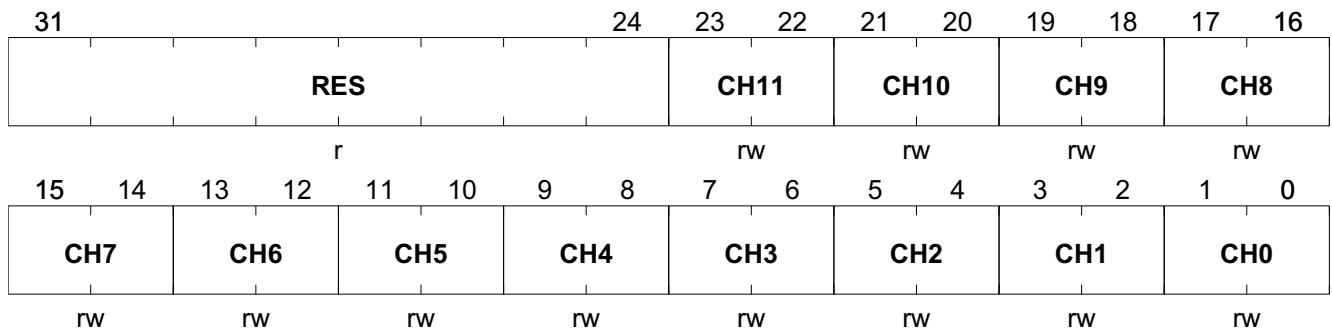 31 24 23 22 21 20 19 18 17 16
RES CH11 CH10 CH9 CH8
r rw rw rw rw
15 14 13 12 11 10 9 8 7 6 5 4 3 2 1 0
CH7 CH6 CH5 CH4 CH3 CH2 CH1 CH0
rw rw rw rw rw rw rw rw